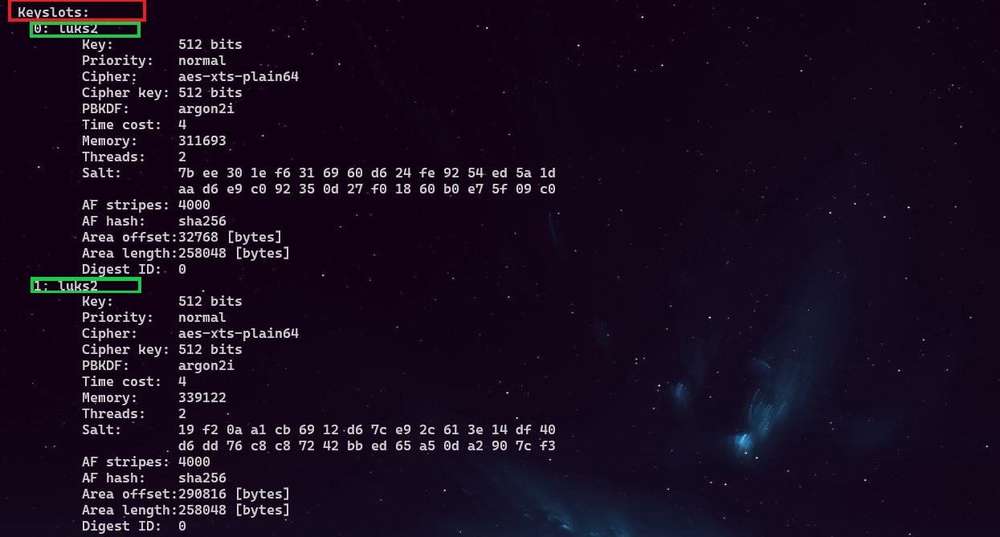 Keyslots:
0: luks2
Key: 512 bits
Priority: normal
Cipher: aes-xts-plain64
Cipher key: 512 bits
PBKDF: argon2i
Time cost: 4
Memory: 311693
Threads: 2
Salt: 7b ee 30 1e f6 31 69 60 d6 24 fe 92 54 ed 5a 1d
aa d6 e9 c0 92 35 0d 27 f0 18 60 b0 e7 5f 09 c0
AF stripes: 4000
AF hash: sha256
Area offset:32768 [bytes]
Area length:258048 [bytes]
Digest ID: 0
1: luks2
Key: 512 bits
Priority: normal
Cipher: aes-xts-plain64
Cipher key: 512 bits
PBKDF: argon2i
Time cost: 4
Memory: 339122
Threads: 2
Salt: 19 f2 0a a1 cb 69 12 d6 7c e9 2c 61 3e 14 df 40
d6 dd 76 c8 c8 72 42 bb ed 65 a5 0d a2 90 7c f3
AF stripes: 4000
AF hash: sha256
Area offset:290816 [bytes]
Area length:258048 [bytes]
Digest ID: 0